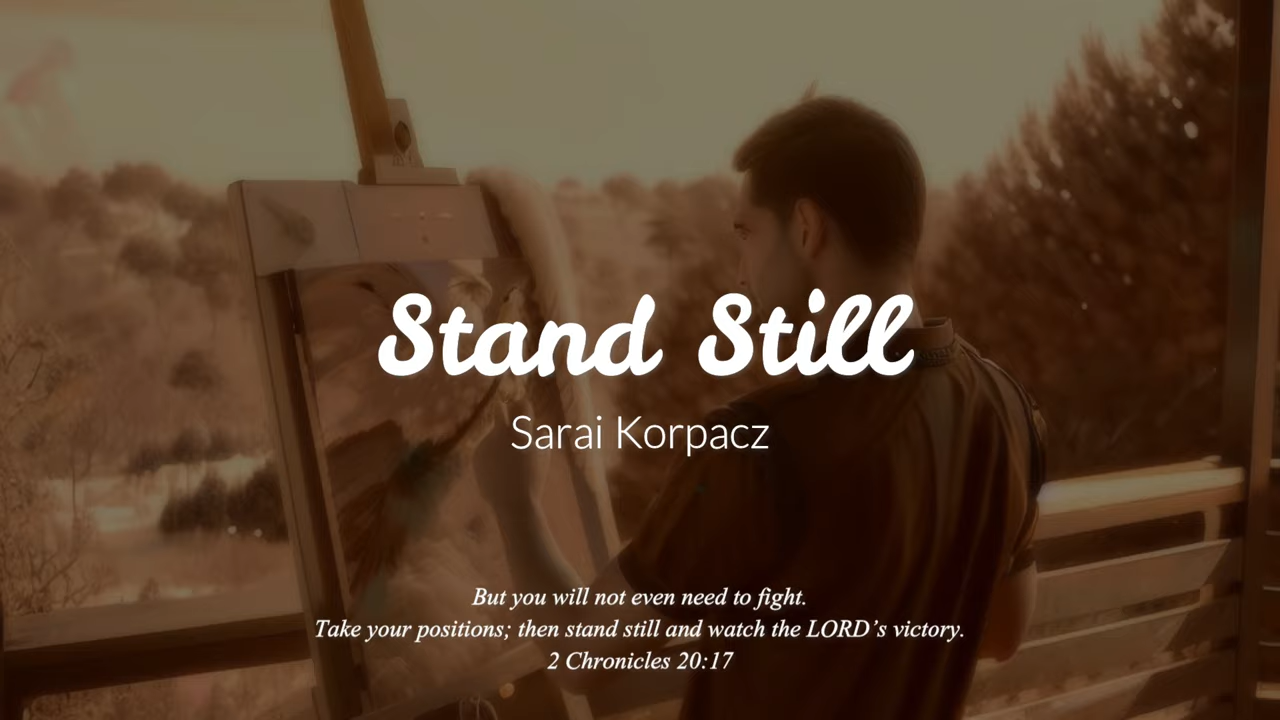 Stand Still
Sarai Korpacz
But you will not even need to fight.
Take your positions; then stand still and watch the LORD’s victory.
2 Chronicles 20:17